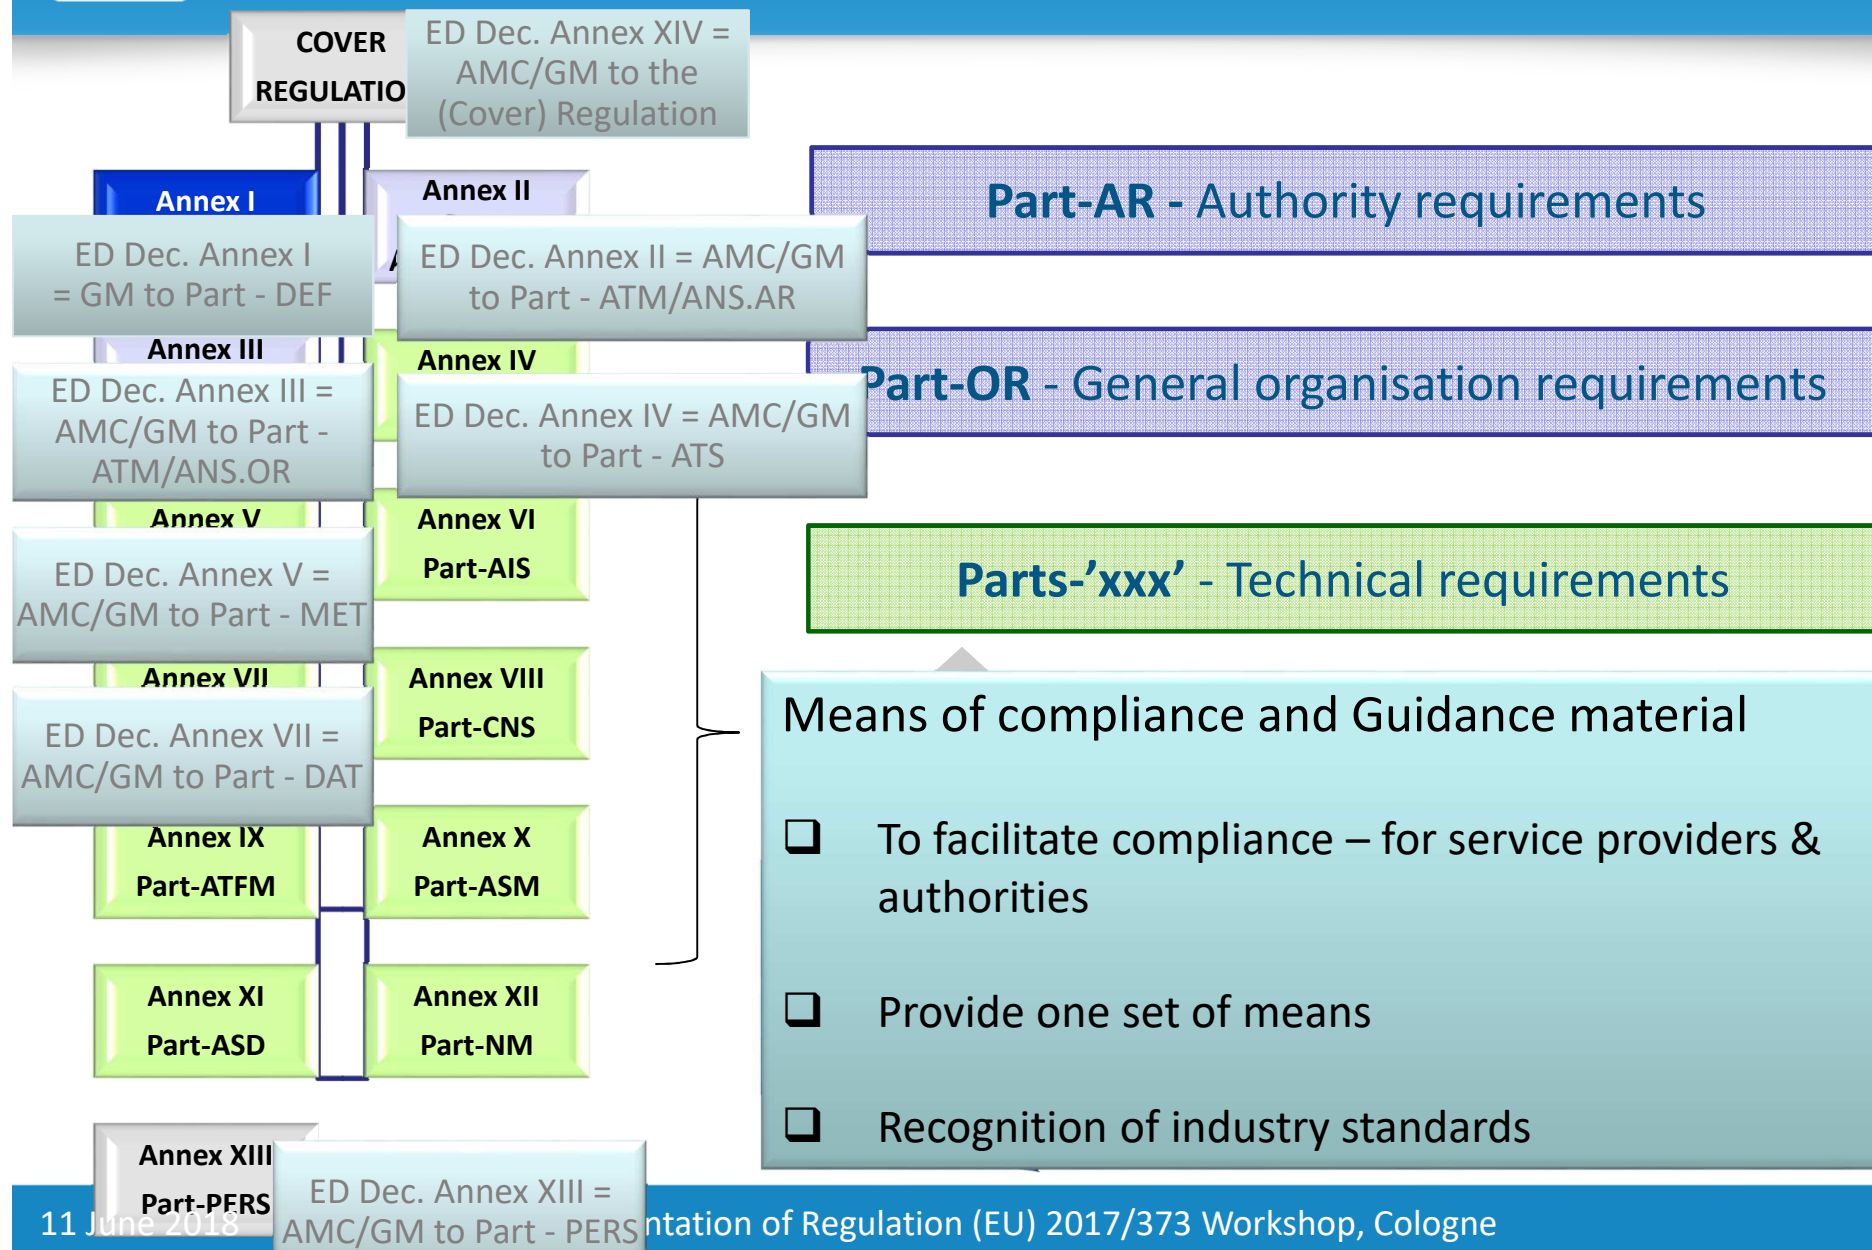 COVER
REGULATIO
ED Dec. Annex XIV =
AMC/GM to the
(Cover) Regulation
Annex I
Annex II
ED Dec. Annex I
= GM to Part - DEF
ED Dec. Annex II = AMC/GM
to Part - ATM/ANS.AR
Annex III
Annex IV
ED Dec. Annex III =
AMC/GM to Part -
ATM/ANS.OR
ED Dec. Annex IV = AMC/GM
to Part - ATS
Annex V
Annex VI
Part-AIS
ED Dec. Annex V =
AMC/GM to Part - MET
Annex VII
Annex VIII
Part-CNS
ED Dec. Annex VII =
AMC/GM to Part - DAT
Annex IX
Part-ATFM
Annex X
Part-ASM
Annex XI
Part-ASD
Annex XII
Part-NM
Annex XIII
Part-PERS
ED Dec. Annex XIII =
AMC/GM to Part - PERS
Part-AR - Authority requirements
Part-OR - General organisation requirements
Parts-’xxx’ - Technical requirements
Means of compliance and Guidance material
❑ To facilitate compliance – for service providers &
authorities
❑ Provide one set of means
❑ Recognition of industry standards
11 June 2018
ntation of Regulation (EU) 2017/373 Workshop, Cologne